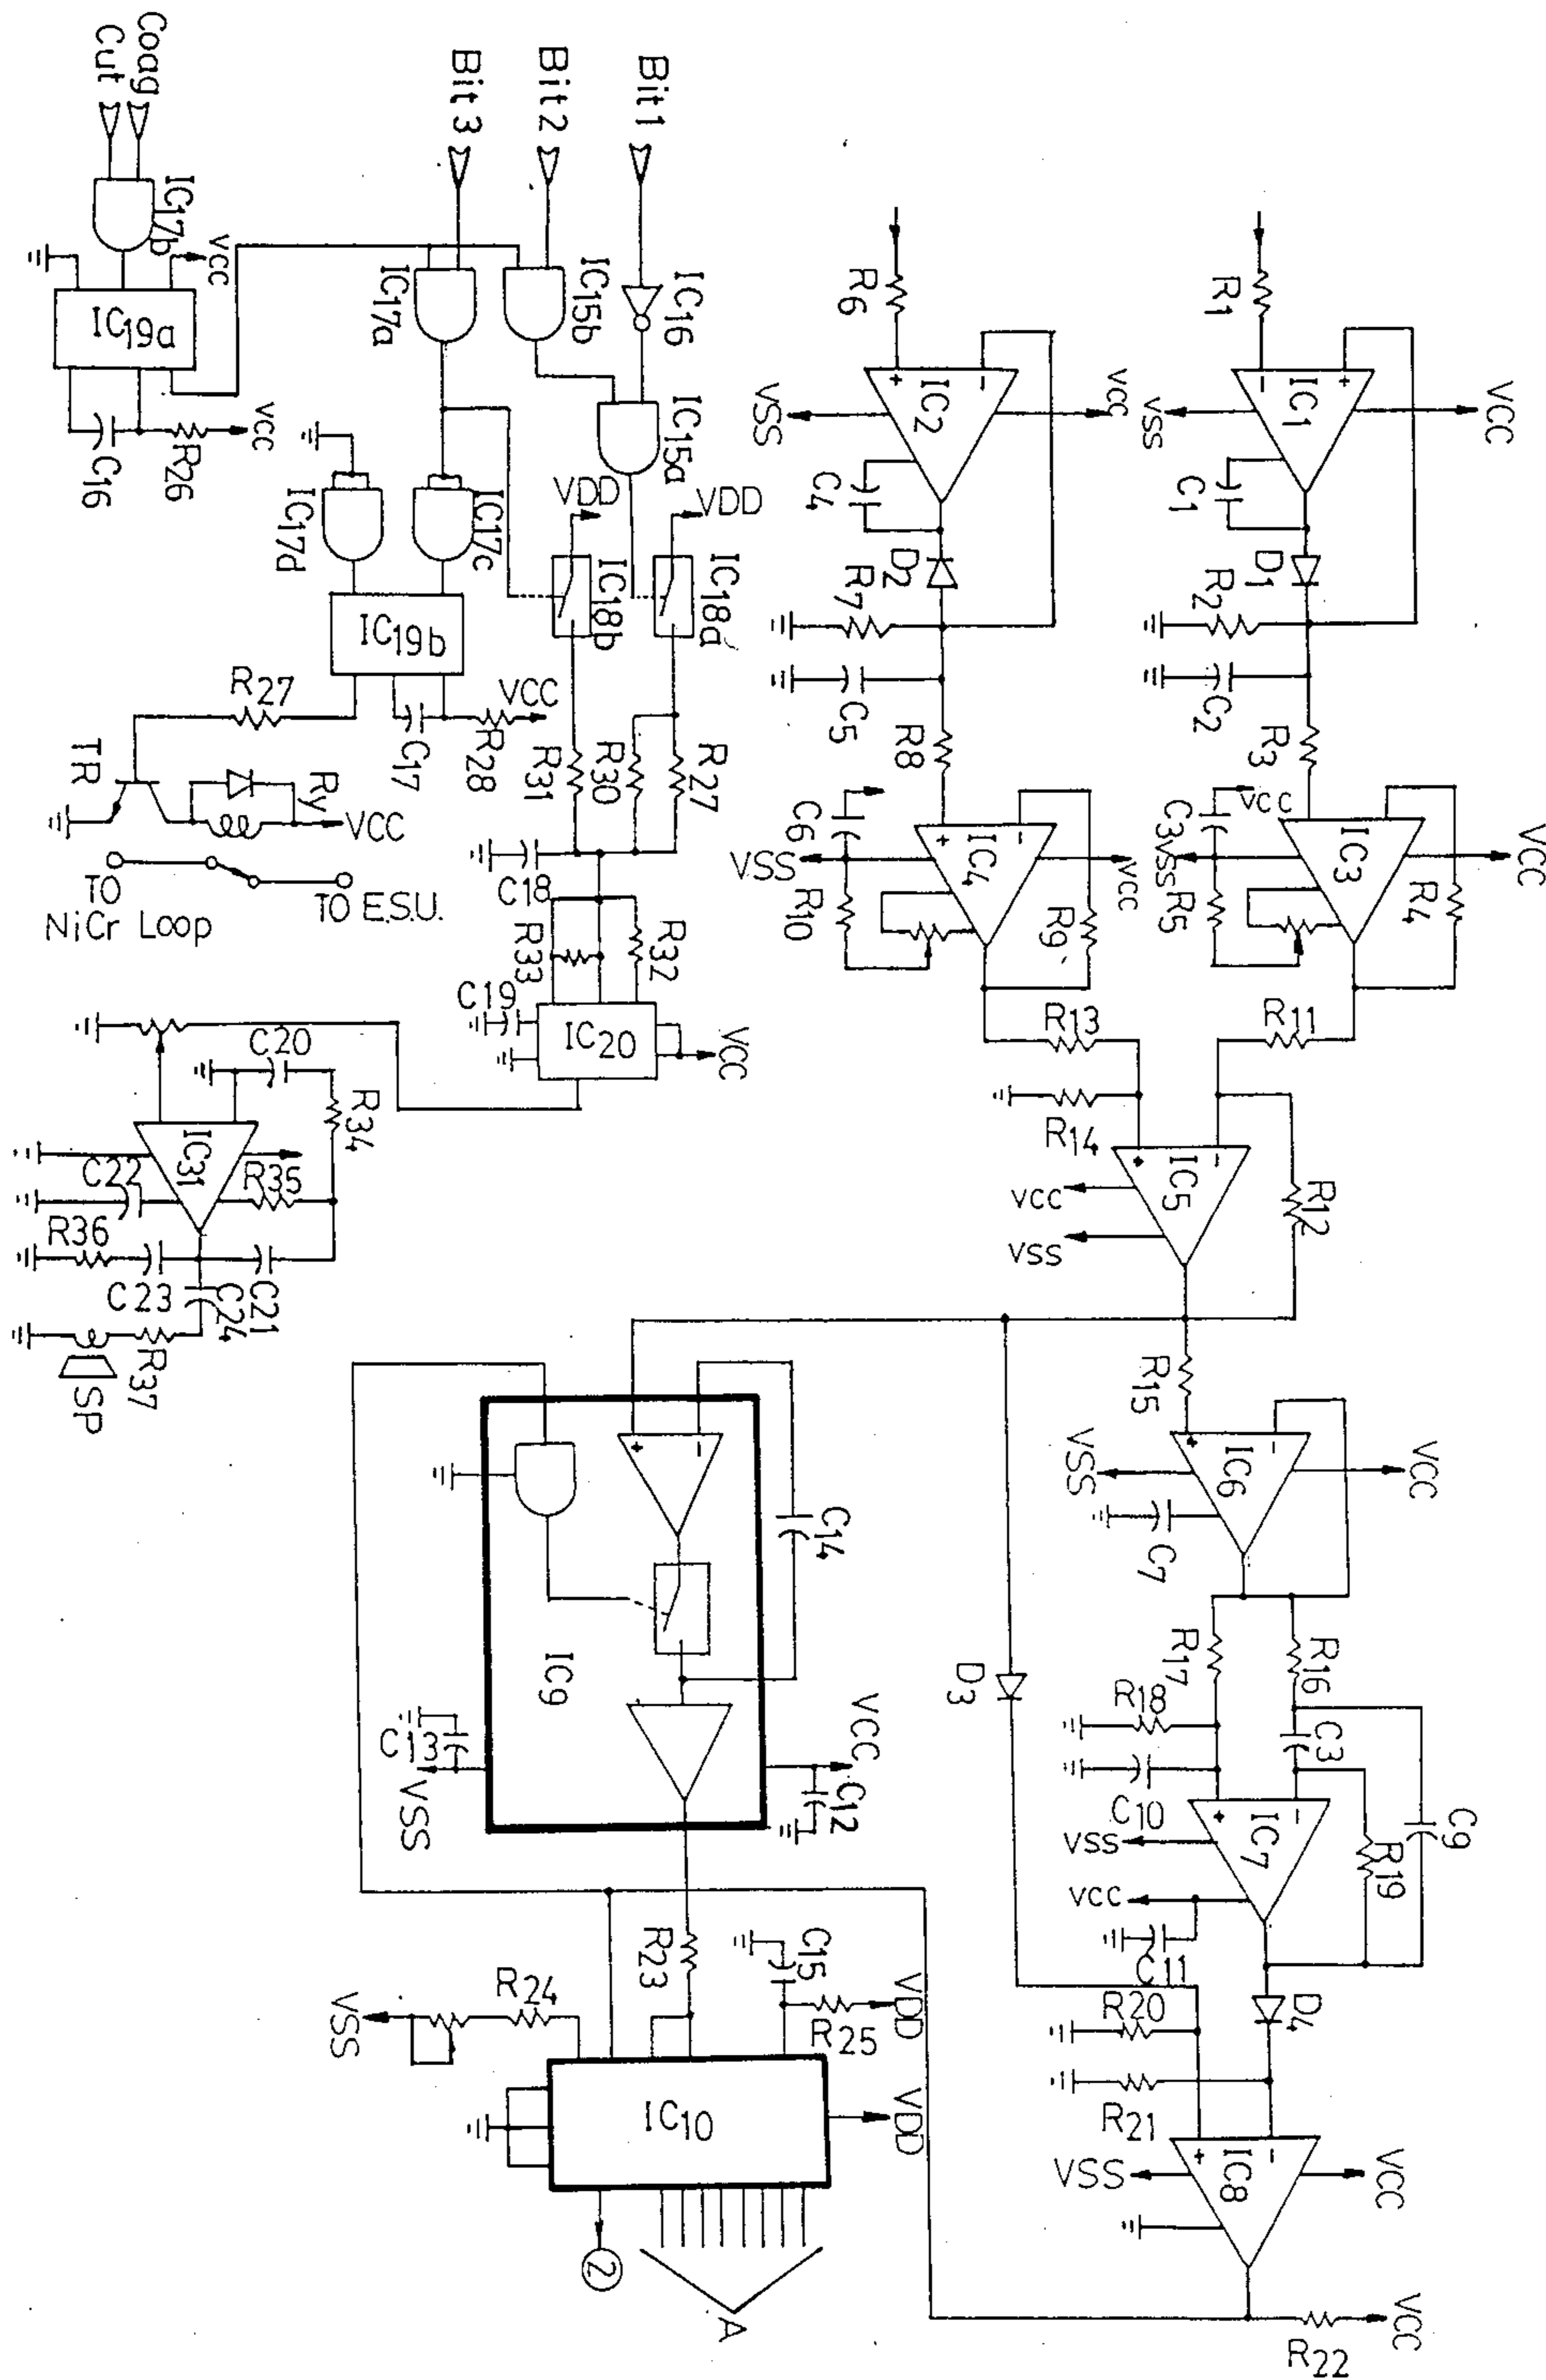 R1
IC1
VCC
VSS
C1
D1
R2
C2
R3
C3
VCC
VSS
IC3
VCC
R4
R5
R6
IC2
VCC
VSS
C4
D2
R7
C5
R8
C6
VSS
IC4
VCC
R9
R10
R11
R13
R14
IC5
VCC
VSS
R12
R15
IC6
VCC
VSS
C7
R16
R17
R18
C3
C10
IC7
VSS
VCC
C9
R19
C11
D3
D4
R20
R21
IC8
VSS
VCC
R22
VCC
C14
IC9
VCC
C12
C13
VSS
R23
C15
VDD
R25
R24
VSS
IC10
VDD
2
A
Bit1
Bit2
Bit3
IC16
IC15b
IC17a
IC15a
VDD
VDD
IC18a
IC18b
IC17c
IC17d
IC19b
R27
R30
R31
VCC
R28
C17
R27
TR
Ry
VCC
TO
NiCr Loop
TO E.S.U.
C18
R32
R33
C19
IC20
VCC
Coag
Cut
IC17b
VCC
IC19a
C16
R26
VCC
C20
R34
IC31
R35
C22
R36
C23
C21
C24
R37
SP